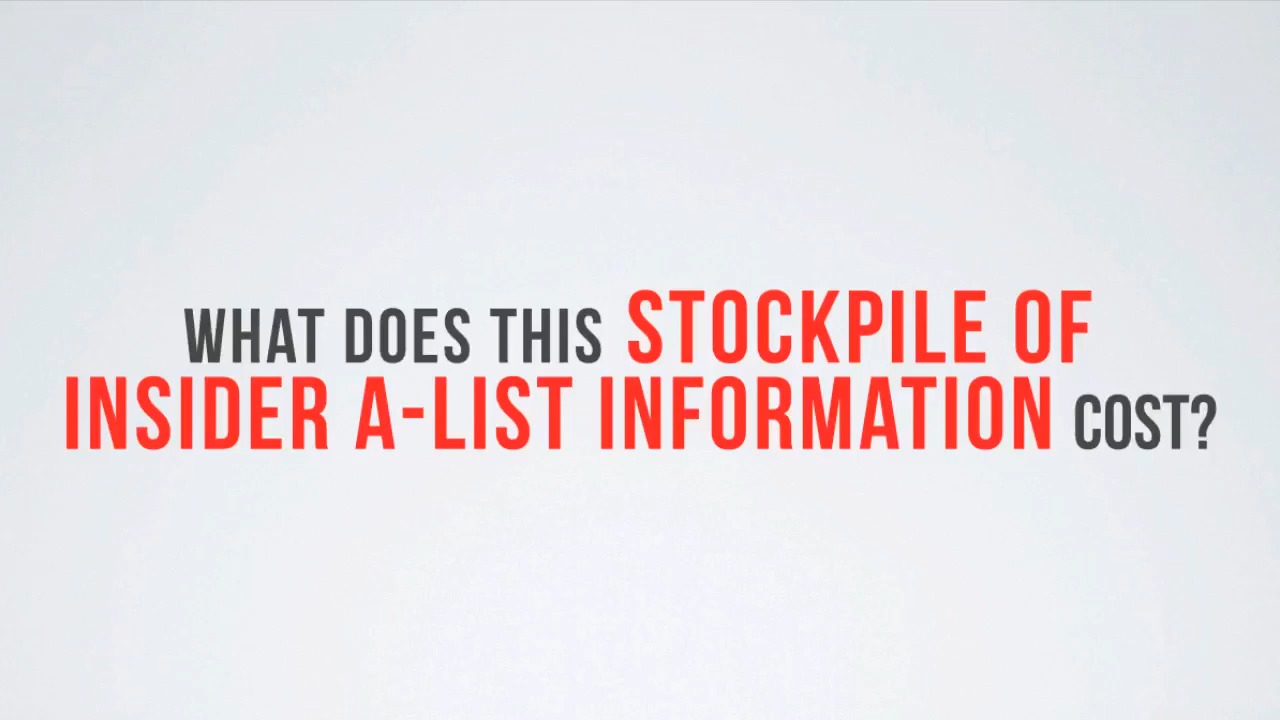 WHAT DOES THIS STOCKPILE OF
INSIDER A-LIST INFORMATION COST?